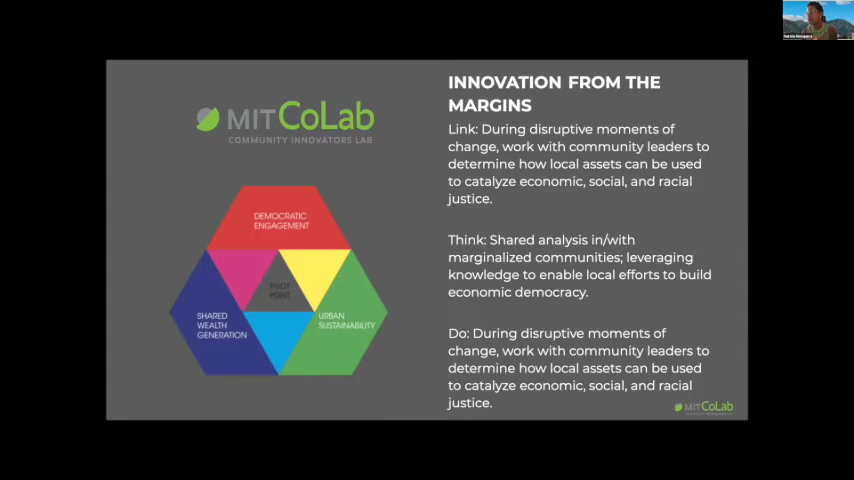 MIT CoLab
COMMUNITY INNOVATORS LAB
DEMOCRATIC
ENGAGEMENT
PIVOT
POINT
SHARED
WEALTH
GENERATION
URBAN
SUSTAINABILITY
INNOVATION FROM THE
MARGINS
Link: During disruptive moments of
change, work with community leaders to
determine how local assets can be used
to catalyze economic, social, and racial
justice.
Think: Shared analysis in/with
marginalized communities; leveraging
knowledge to enable local efforts to build
economic democracy.
Do: During disruptive moments of
change, work with community leaders to
determine how local assets can be used
to catalyze economic, social, and racial
justice.
MIT CoLab